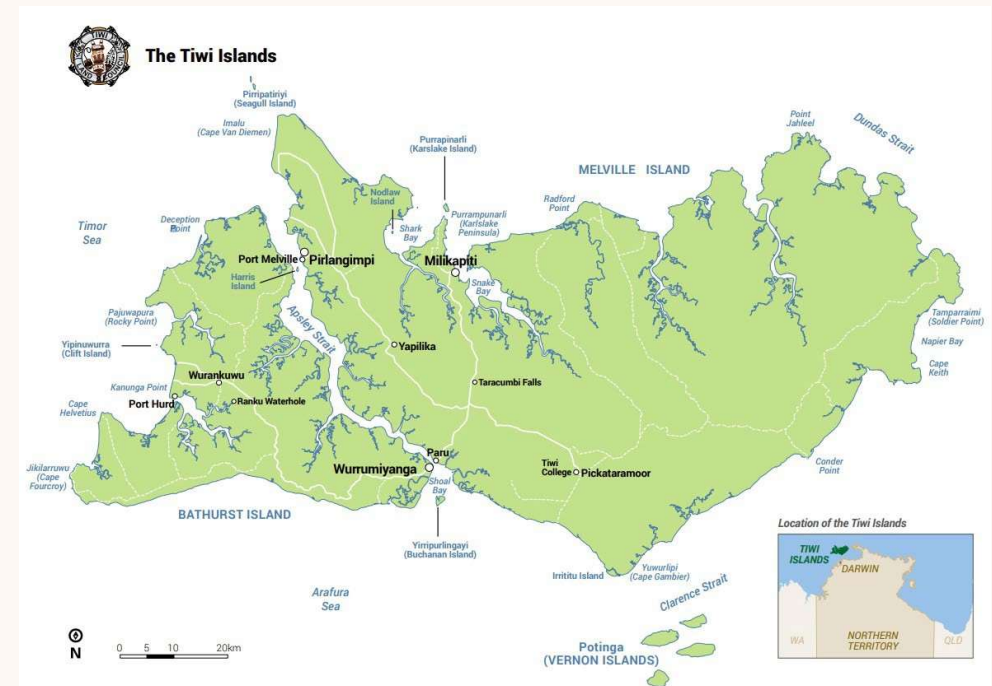 TIWI
LAND
COUNCIL
The Tiwi Islands
Pirripatiriyi
(Seagull Island)
Imalu
(Cape Van Diemen)
Purrapinarli
(Karslake Island)
Point
Jahleel
Dundas Strait
MELVILLE ISLAND
Nodlaw
Island
Radford
Point
Timor
Sea
Deception
Point
Shark
Bay
Purrampunarli
(Karlslake
Peninsula)
Port Melville
Pirlangimpi
Milikapiti
Harris
Island
Snake
Bay
Pajuwapura
(Rocky Point)
Apsley Strait
Tamparraimi
(Soldier Point)
Yipinuwurra
(Clift Island)
Yapilika
Napier Bay
Cape
Keith
Wurankuwu
Taracumbi Falls
Kanunga Point
Port Hurd
Ranku Waterhole
Cape
Helvetius
Paru
Wurrumiyanga
Tiwi
College
Pickataramoor
Jikilarruwu
(Cape
Fourcroy)
Shoal
Bay
Conder
Point
BATHURST ISLAND
Yirripurlingayi
(Buchanan Island)
Irrititu Island
Yuwurlipi
(Cape Gambier)
Clarence Strait
Arafura
Sea
Potinga
(VERNON ISLANDS)
N
0 5 10 20km
Location of the Tiwi Islands
TIWI
ISLANDS
DARWIN
WA
NORTHERN
TERRITORY
QLD